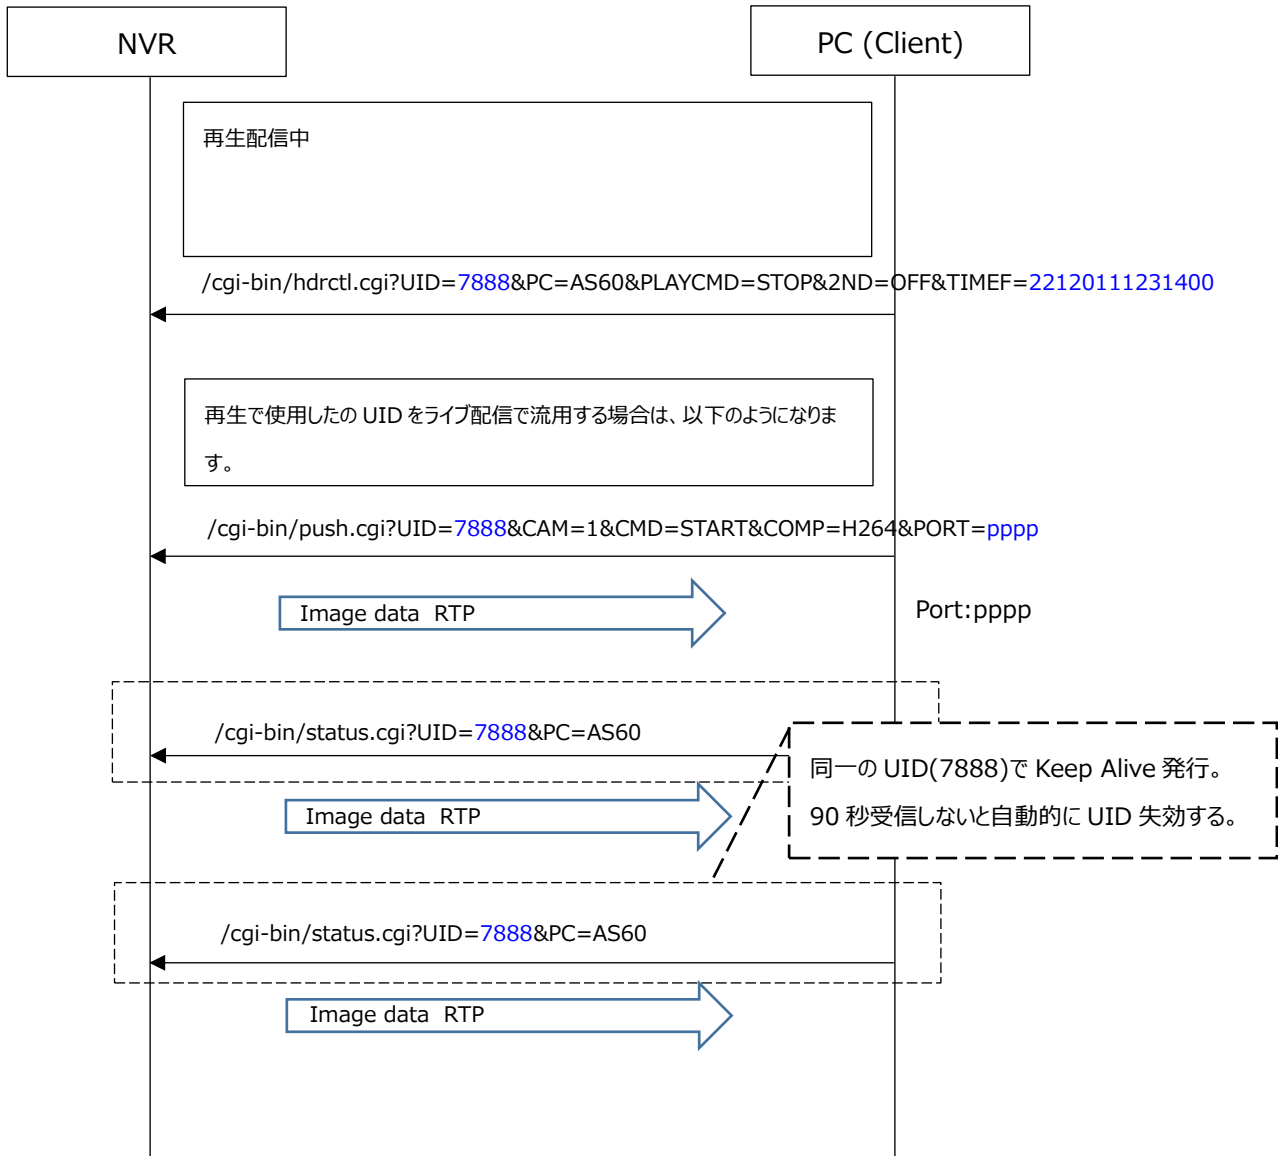 NVR
PC (Client)
再生配信中
/cgi-bin/hdrctl.cgi?UID=7888&PC=AS60&PLAYCMD=STOP&2ND=OFF&TIMEF=22120111231400
再生で使用したの UID をライブ配信で流用する場合は、以下のようになりま
す。
/cgi-bin/push.cgi?UID=7888&CAM=1&CMD=START&COMP=H264&PORT=pppp
Image data RTP
Port:pppp
/cgi-bin/status.cgi?UID=7888&PC=AS60
同一の UID(7888)で Keep Alive 発行。
90 秒受信しないと自動的に UID 失効する。
Image data RTP
/cgi-bin/status.cgi?UID=7888&PC=AS60
Image data RTP